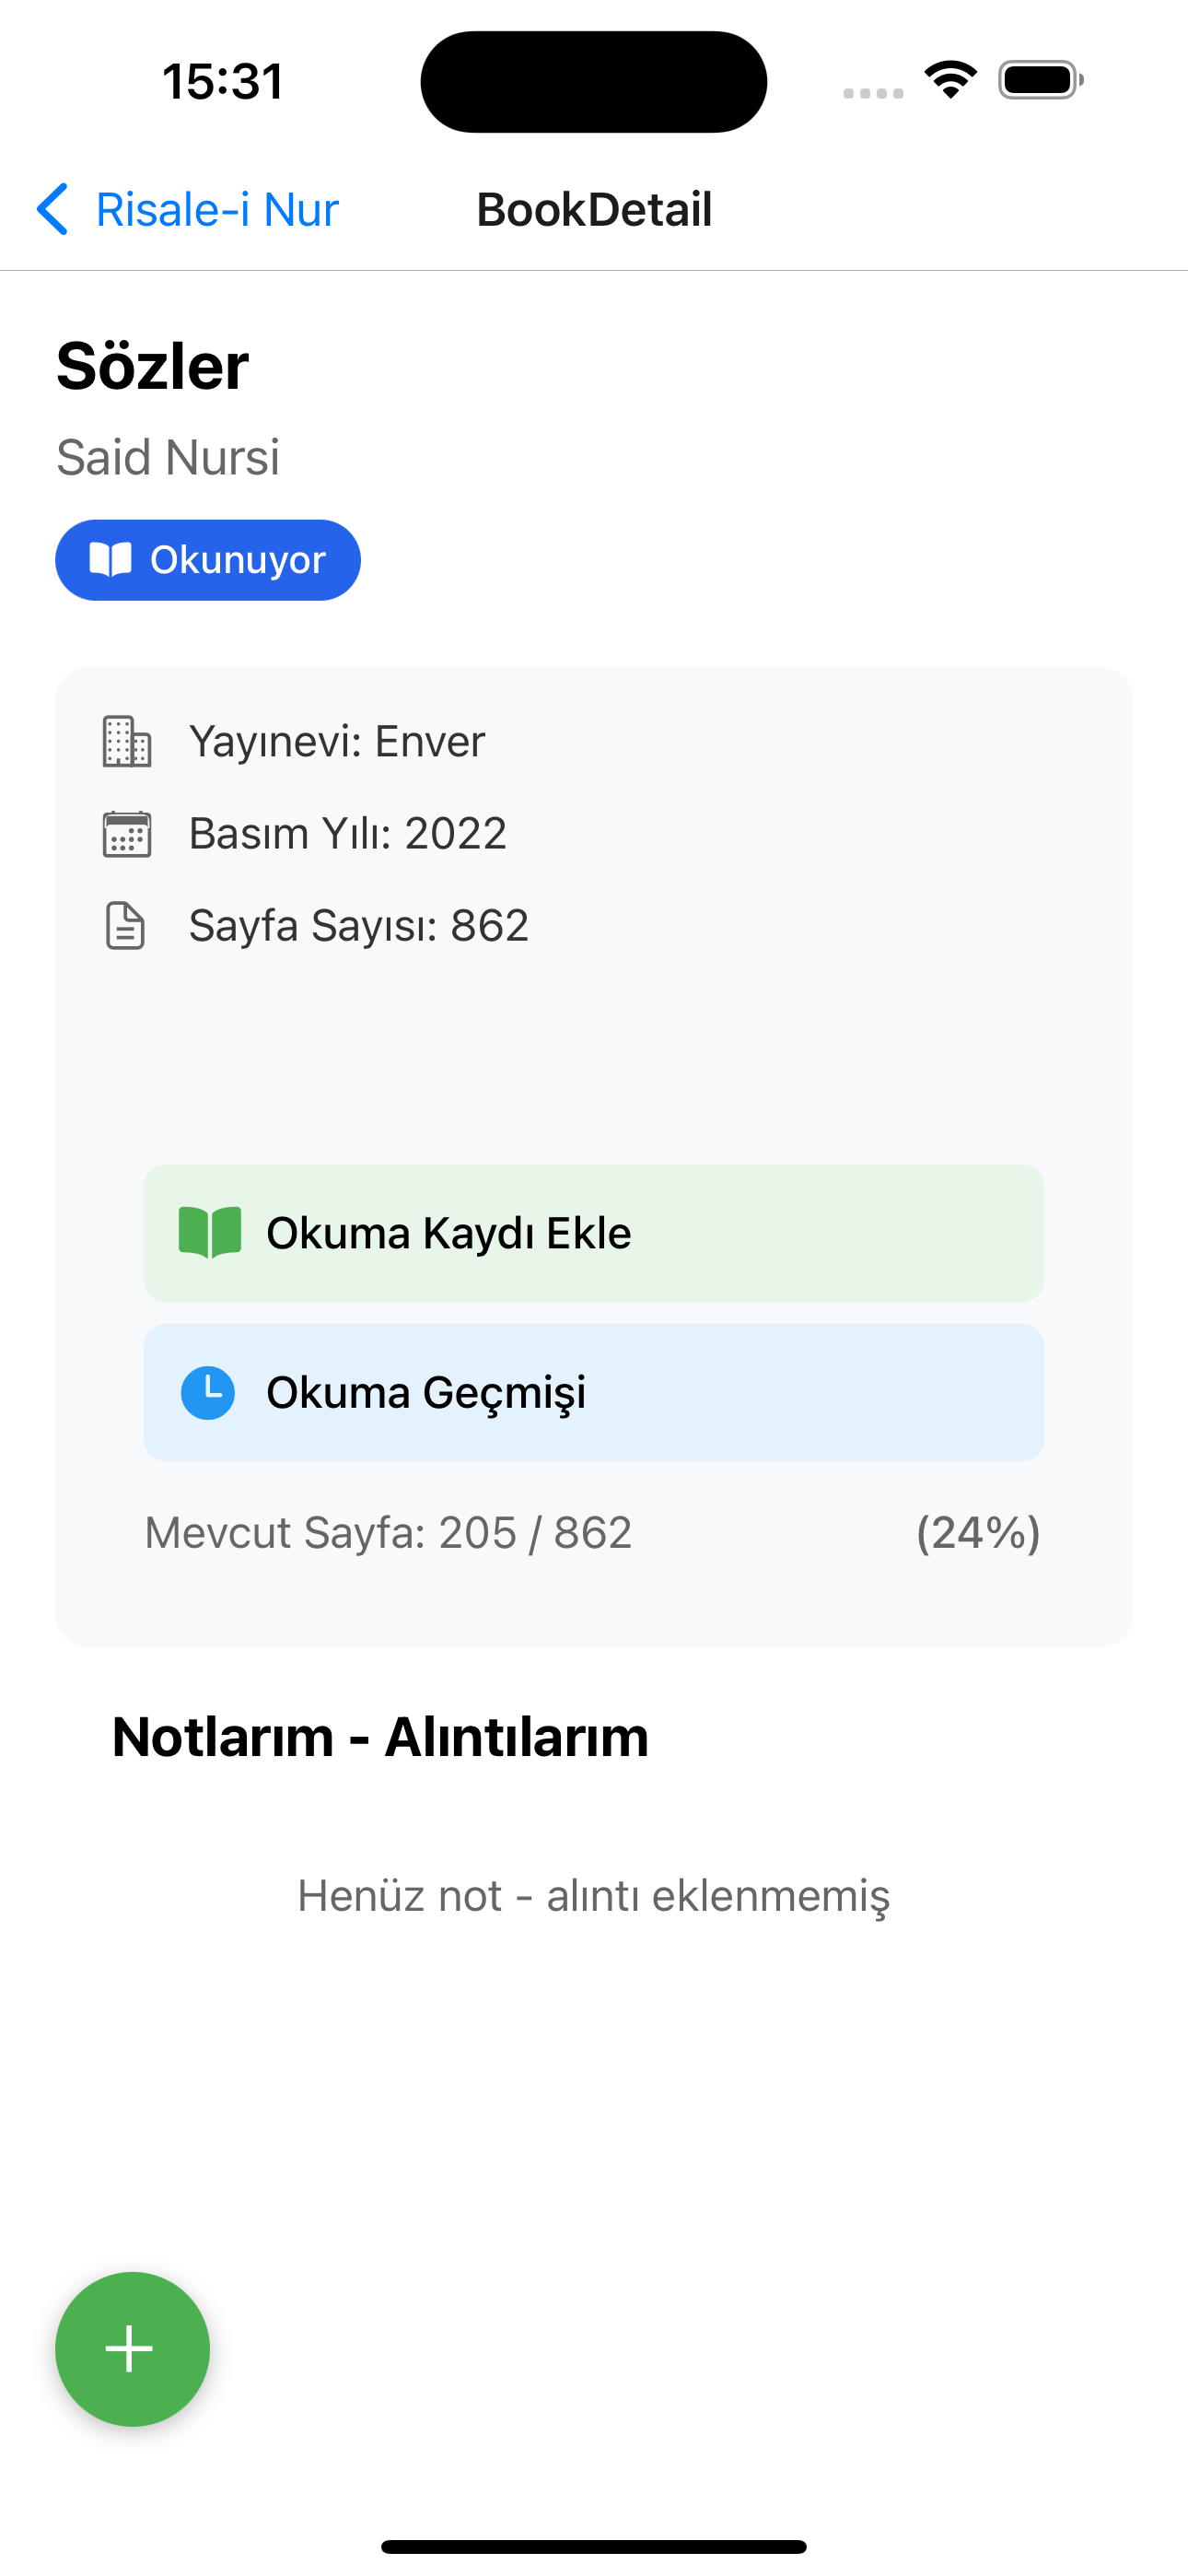 15:31
Risale-i Nur
BookDetail
Sözler
Said Nursi
Okunuyor
Yayınevi: Enver
Basım Yılı: 2022
Sayfa Sayısı: 862
Okuma Kaydı Ekle
Okuma Geçmişi
Mevcut Sayfa: 205 / 862 (24%)
Notlarım - Alıntılarım
Henüz not - alıntı eklenmemiş